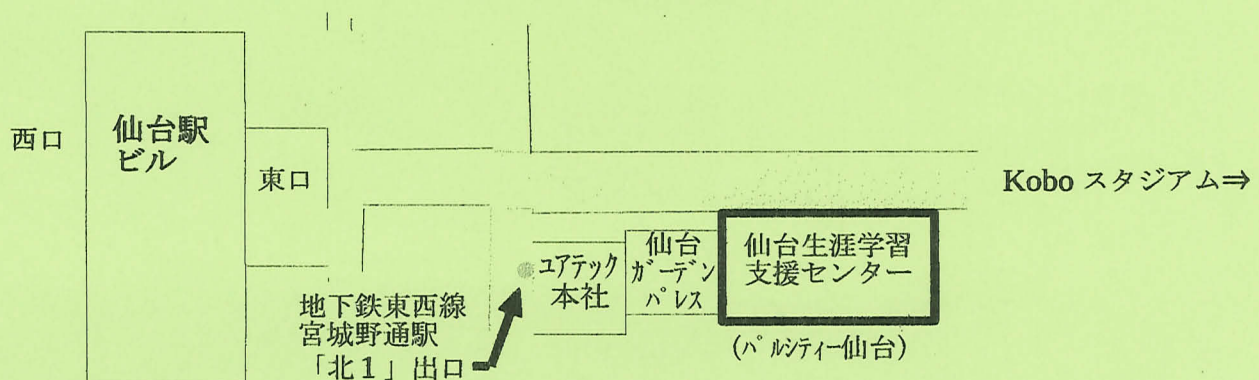 西口
仙台駅
ビル
東口
Kobo スタジアム⇒
ユアテック
本社
仙台
ガーデン
パレス
仙台生涯学習
支援センター
(パルシティー仙台)
地下鉄東西線
宮城野通駅
「北1」出口